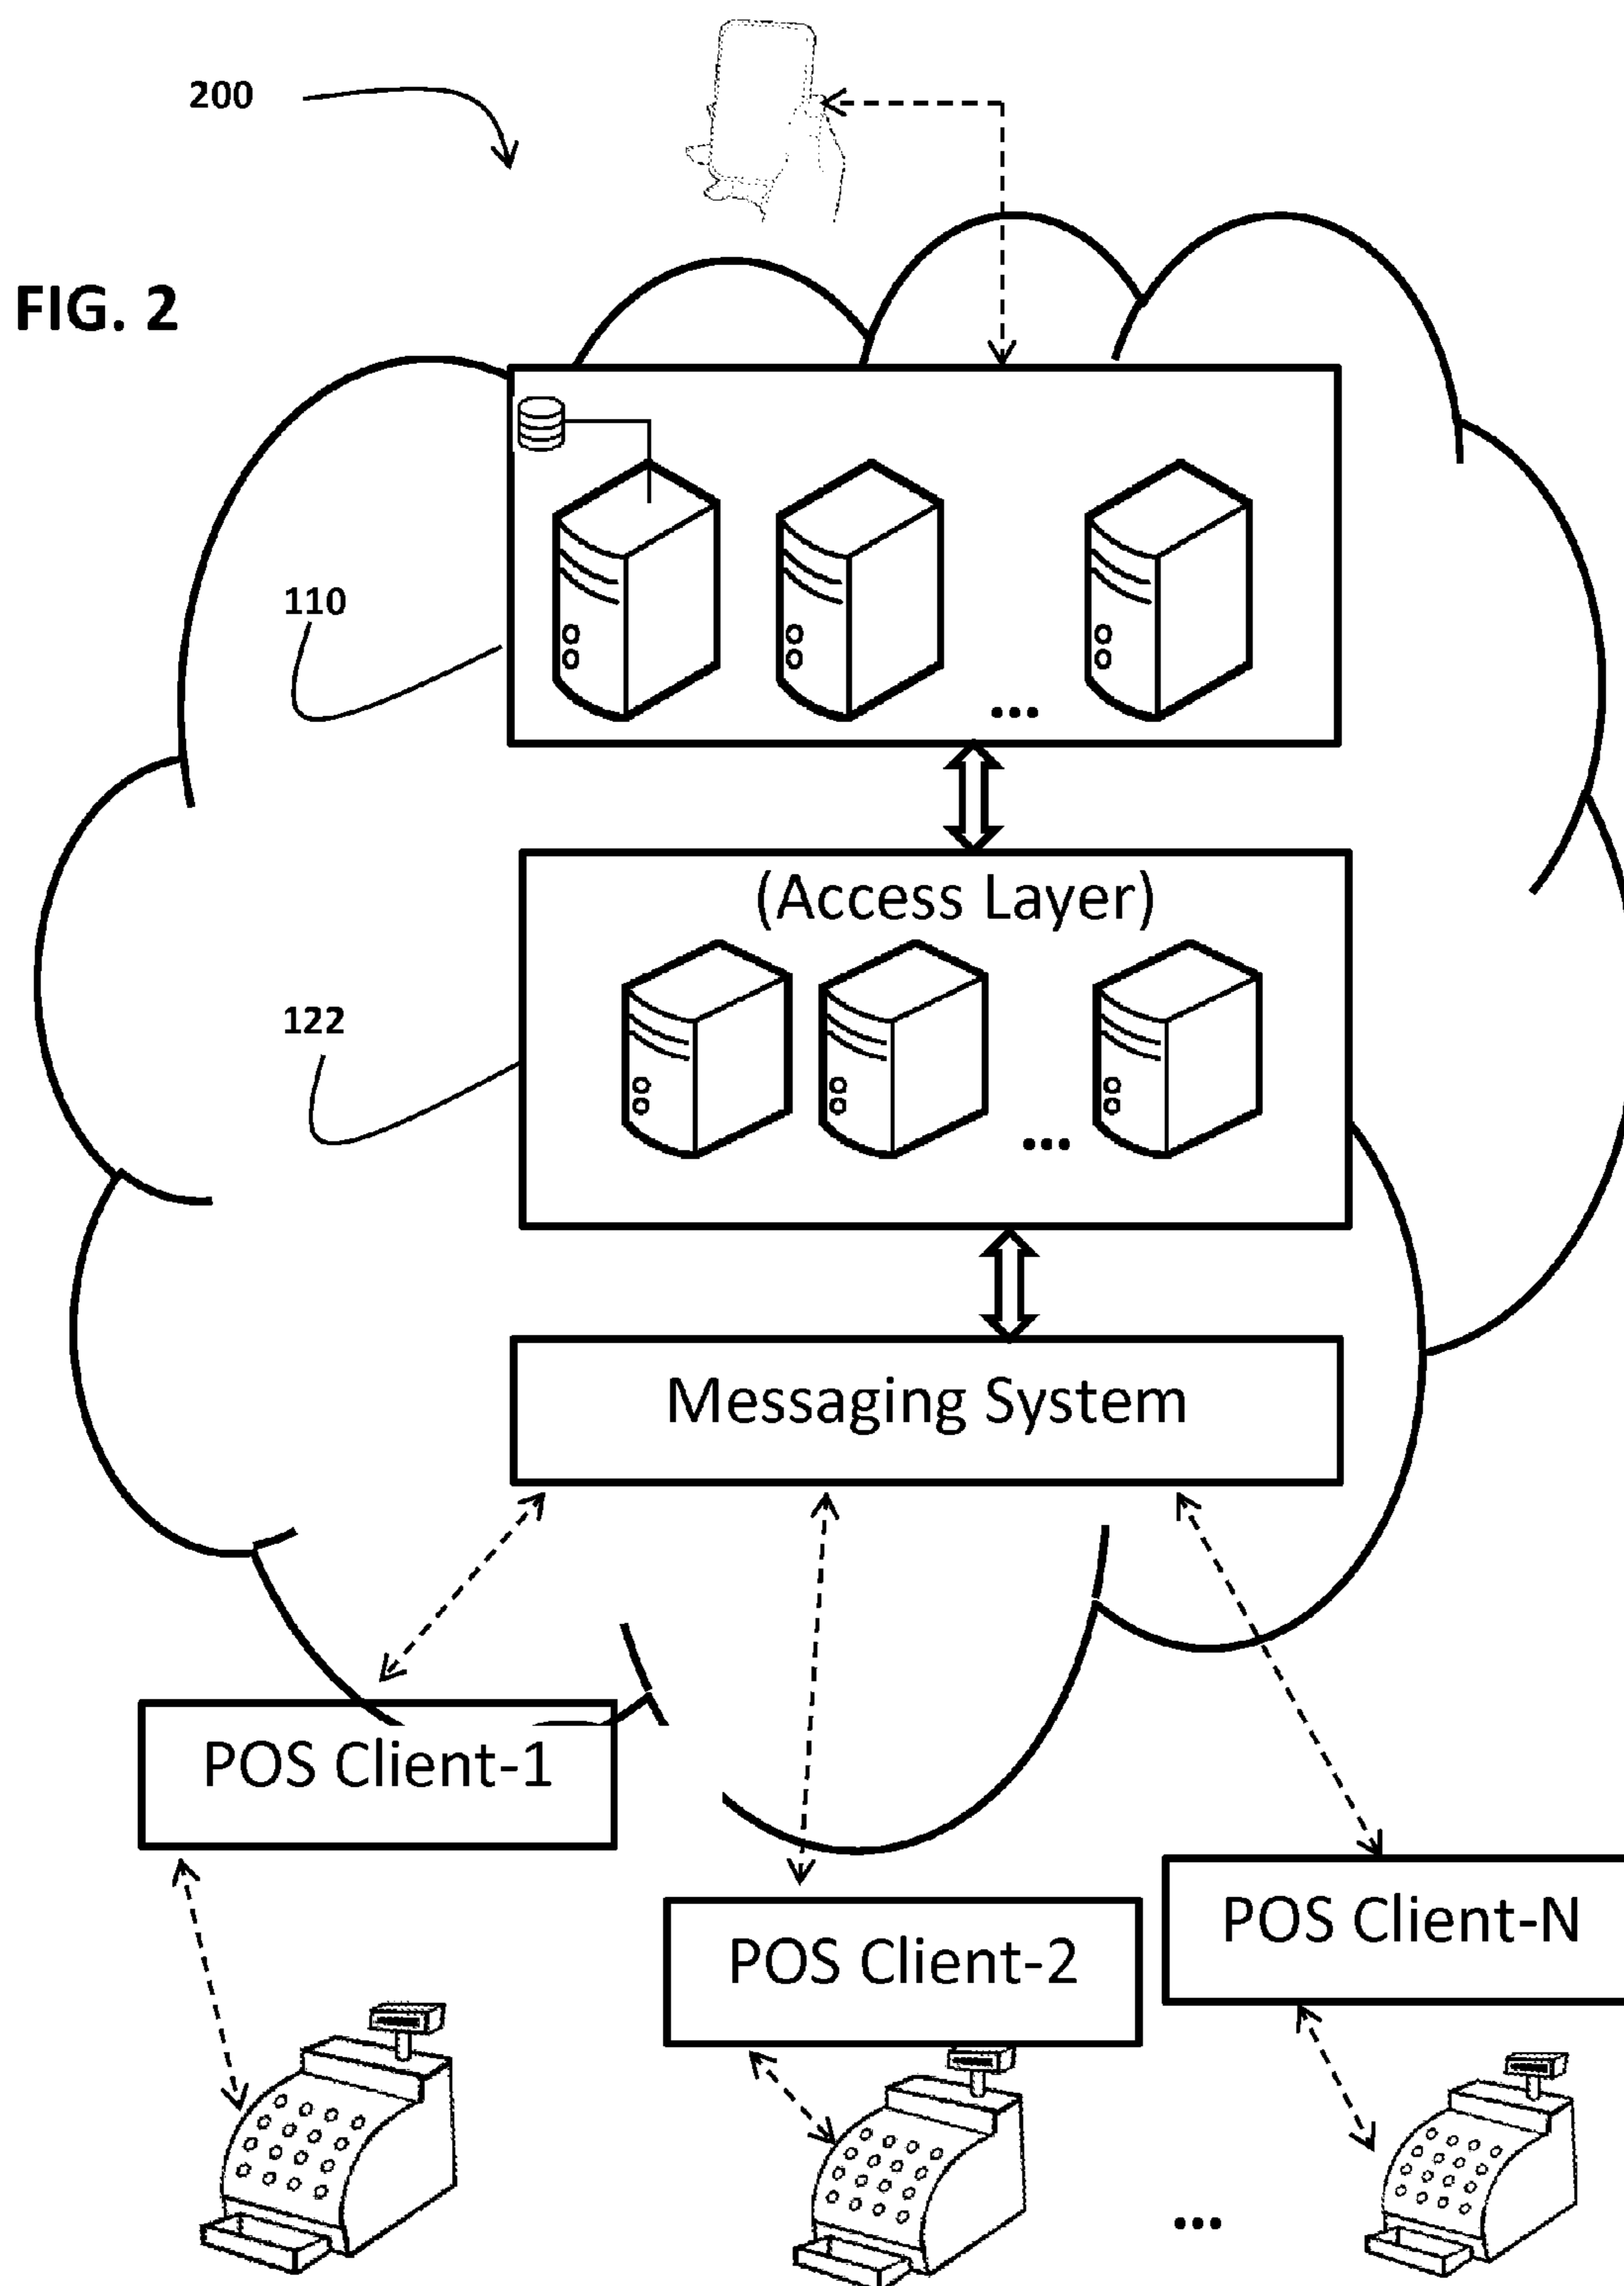 200
FIG. 2
110
...
(Access Layer)
122
...
Messaging System
POS Client-1
POS Client-N
POS Client-2
...